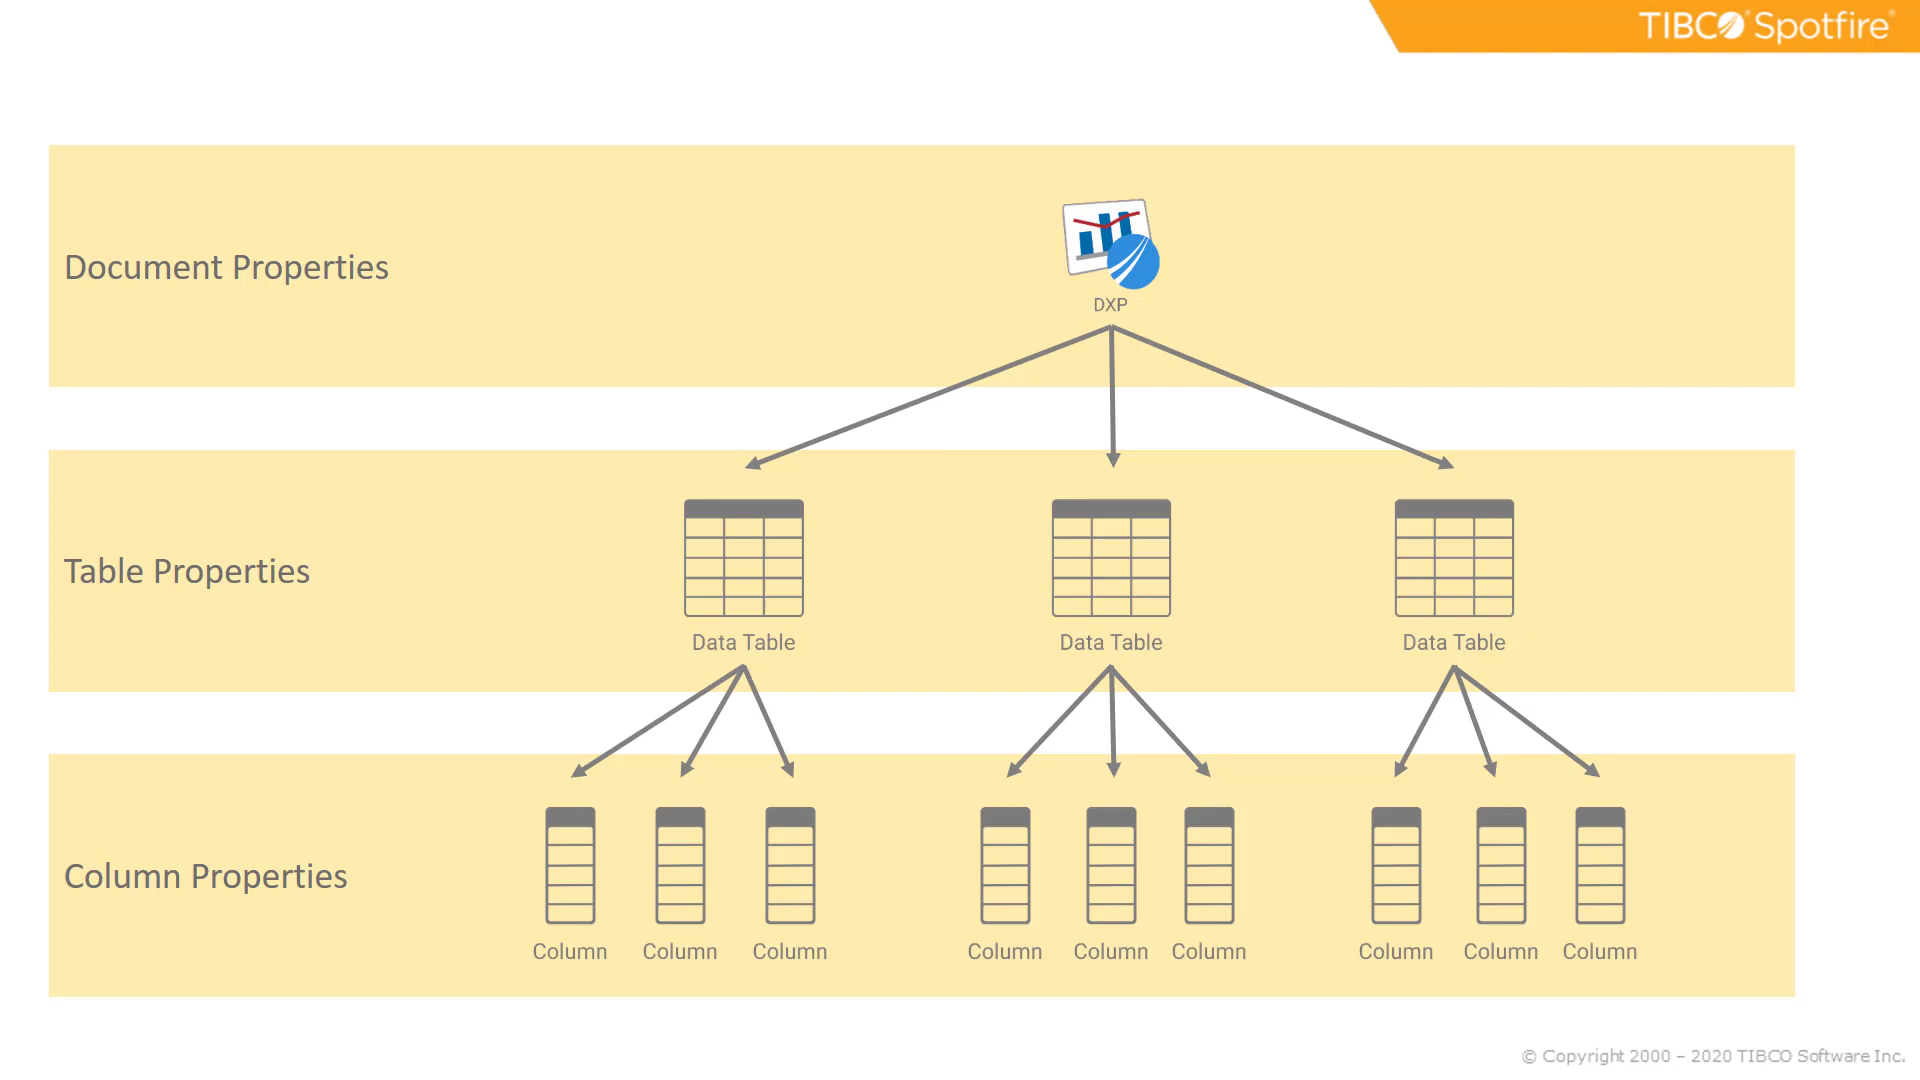 TIBCO® Spotfire®
Document Properties
DXP
Table Properties
Data Table
Data Table
Data Table
Column Properties
Column
Column
Column
Column
Column
Column
Column
Column
Column
© Copyright 2000 – 2020 TIBCO Software Inc.